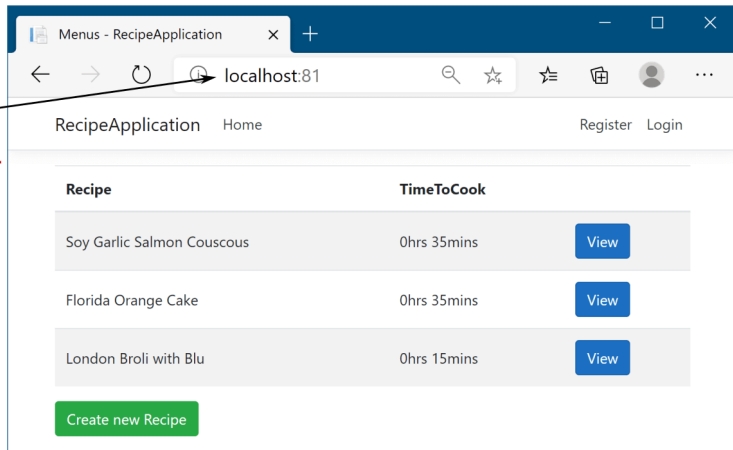 Menus - RecipeApplication
localhost:81
RecipeApplication Home Register Login
Recipe TimeToCook
Soy Garlic Salmon Couscous 0hrs 35mins View
Florida Orange Cake 0hrs 35mins View
London Broli with Blu 0hrs 15mins View
Create new Recipe